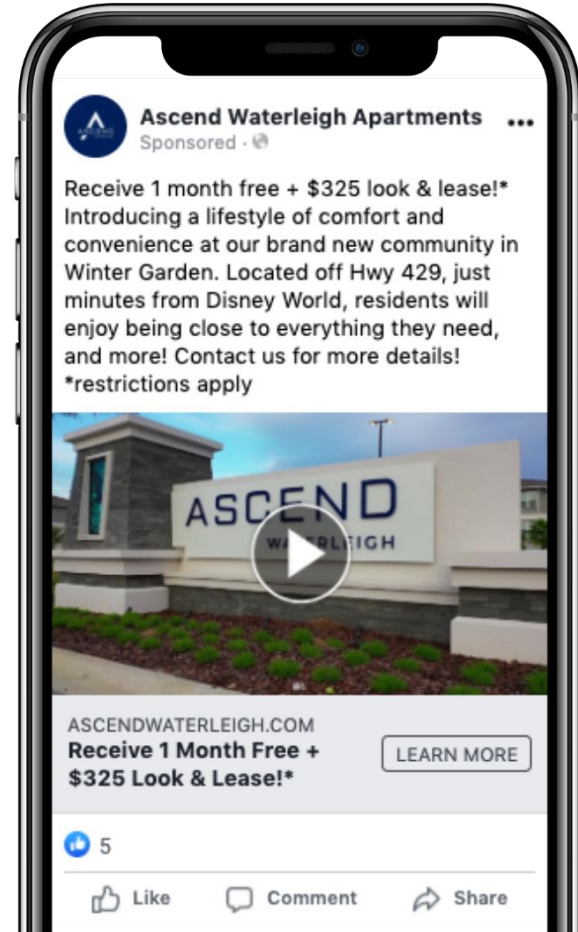 ASCEND
Ascend Waterleigh Apartments
Sponsored ·
Receive 1 month free + $325 look & lease!*
Introducing a lifestyle of comfort and
convenience at our brand new community in
Winter Garden. Located off Hwy 429, just
minutes from Disney World, residents will
enjoy being close to everything they need,
and more! Contact us for more details!
*restrictions apply
ASCEND
WATERLEIGH
ASCENDWATERLEIGH.COM
Receive 1 Month Free +
$325 Look & Lease!*
LEARN MORE
5
Like Comment Share